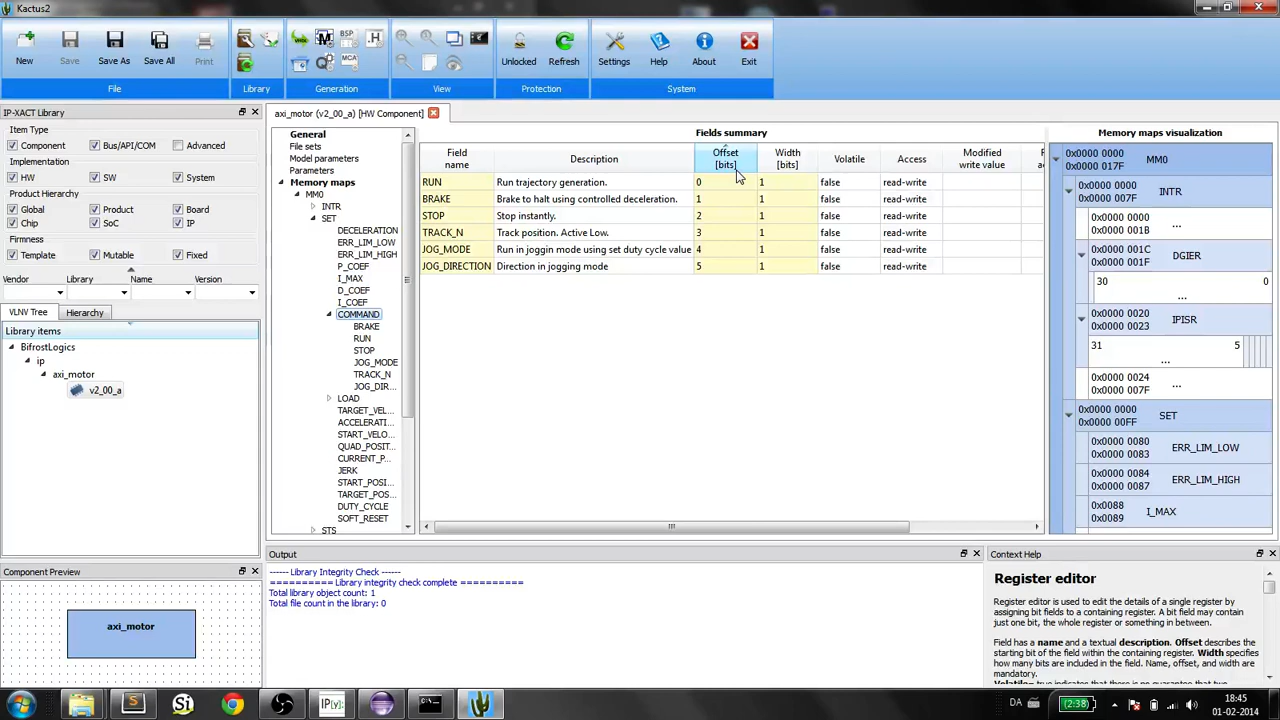 Kactus2
New
Save
Save As
Save All
Print
File
Library
BSP
.H
MCA
Generation
View
Unlocked
Refresh
Protection
Settings
Help
About
Exit
System
IP-XACT Library
Item Type
Component
Bus/API/COM
Advanced
Implementation
HW
SW
System
Product Hierarchy
Global
Product
Board
Chip
SoC
IP
Firmness
Template
Mutable
Fixed
Vendor
Library
Name
Version
VLNV Tree
Hierarchy
Library items
BifrostLogics
ip
axi_motor
v2_00_a
Component Preview
axi_motor
axi_motor (v2_00_a) [HW Component]
General
File sets
Model parameters
Parameters
Memory maps
MM0
INTR
SET
DECELERATION
ERR_LIM_LOW
ERR_LIM_HIGH
P_COEF
I_MAX
D_COEF
I_COEF
COMMAND
BRAKE
RUN
STOP
JOG_MODE
TRACK_N
JOG_DIR...
LOAD
TARGET_VEL...
ACCELERATI...
START_VELO...
QUAD_POSIT...
CURRENT_P...
JERK
START_POSI...
TARGET_POS...
DUTY_CYCLE
SOFT_RESET
STS
Fields summary
Field name Description Offset [bits] Width [bits] Volatile Access Modified write value
RUN Run trajectory generation. 0 1 false read-write
BRAKE Brake to halt using controlled deceleration. 1 1 false read-write
STOP Stop instantly. 2 1 false read-write
TRACK_N Track position. Active Low. 3 1 false read-write
JOG_MODE Run in joggin mode using set duty cycle value 4 1 false read-write
JOG_DIRECTION Direction in jogging mode 5 1 false read-write
Memory maps visualization
0x0000 0000
017F
MM0
0x0000 0000
007F
INTR
0x0000 0000
001B
...
0x0000 001C
001F
DGIER
30 0
...
0x0000 0020
0023
IPISR
31 5
...
0x0000 0024
007F
...
0x0000 0000
00FF
SET
0x0000 0080
0083
ERR_LIM_LOW
0x0000 0084
0087
ERR_LIM_HIGH
0x0088
0x0089
I_MAX
Output
------ Library Integrity Check ------
========== Library integrity check complete ==========
Total library object count: 1
Total file count in the library: 0
Context Help
Register editor
Register editor is used to edit the details of a single register by
assigning bit fields to a containing register. A bit field may contain
just one bit, the whole register or something in between.
Field has a name and a textual description. Offset describes the
starting bit of the field within the containing register. Width specifies
how many bits are included in the field. Name, offset, and width are
mandatory.
IP[y]:
DA
(2:38)
18:45
01-02-2014